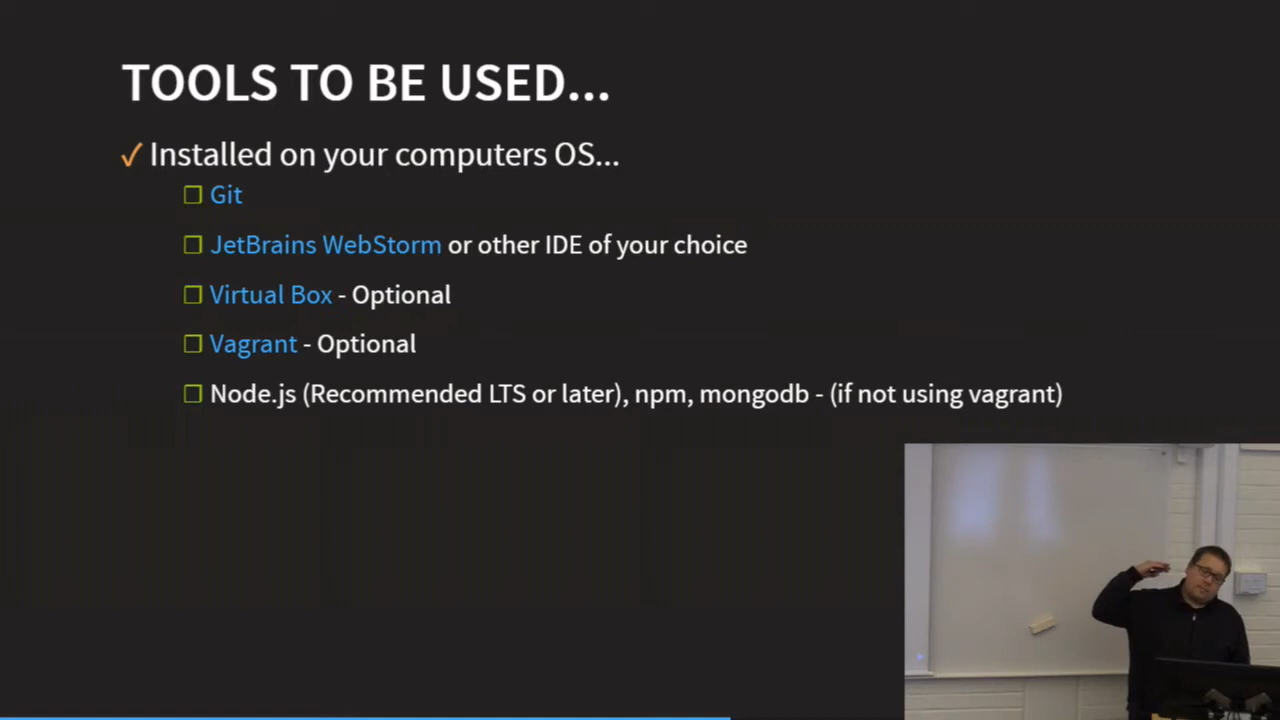 TOOLS TO BE USED...
✓ Installed on your computers OS...
❐ Git
❐ JetBrains WebStorm or other IDE of your choice
❐ Virtual Box - Optional
❐ Vagrant - Optional
❐ Node.js (Recommended LTS or later), npm, mongodb - (if not using vagrant)